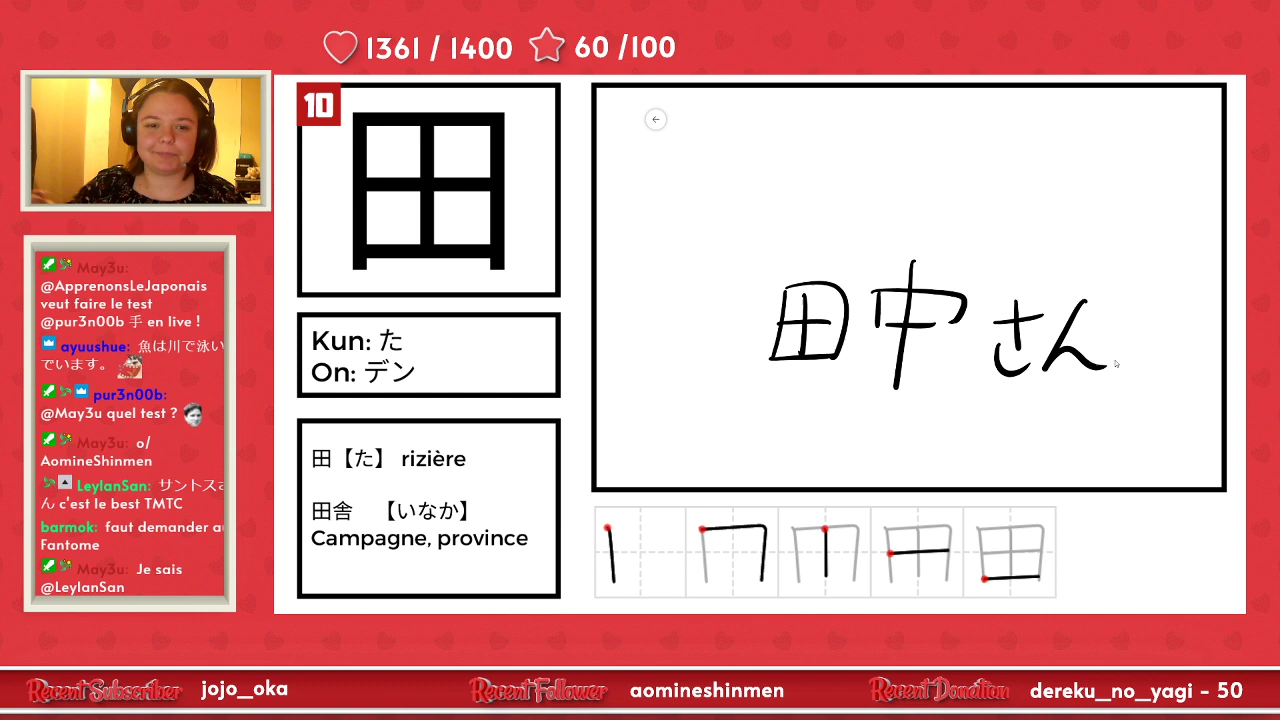 1361 / 1400
60 /100
10
田
Kun: た
On: デン
田【た】 rizière
田舎 【いなか】
Campagne, province
田中さん
May3u:
@ApprenonsLeJaponais
veut faire le test
@pur3n00b 手 en live !
ayuushue: 魚は川で泳い
でいます。
pur3n00b:
@May3u quel test ?
May3u: o/
AomineShinmen
LeylanSan: サントスさ
ん c'est le best TMTC
barmok: faut demander au
Fantome
May3u: Je sais
@LeylanSan
Recent Subscriber jojo_oka
Recent Follower aomineshinmen
Recent Donation dereku_no_yagi - 50